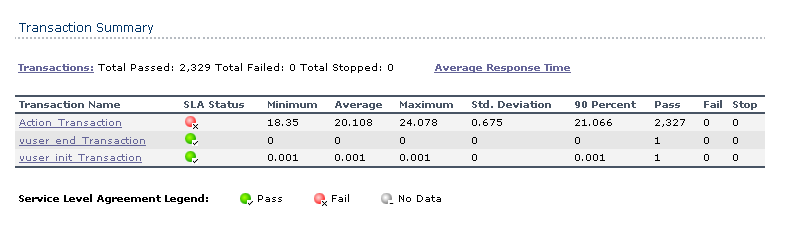 Transaction Summary
Transactions: Total Passed: 2,329 Total Failed: 0 Total Stopped: 0 Average Response Time
Transaction Name SLA Status Minimum Average Maximum Std. Deviation 90 Percent Pass Fail Stop
Action_Transaction 18.35 20.108 24.078 0.675 21.066 2,327 0 0
vuser_end_Transaction 0 0 0 0 0 1 0 0
vuser_init_Transaction 0.001 0.001 0.001 0 0.001 1 0 0
Service Level Agreement Legend: Pass Fail No Data